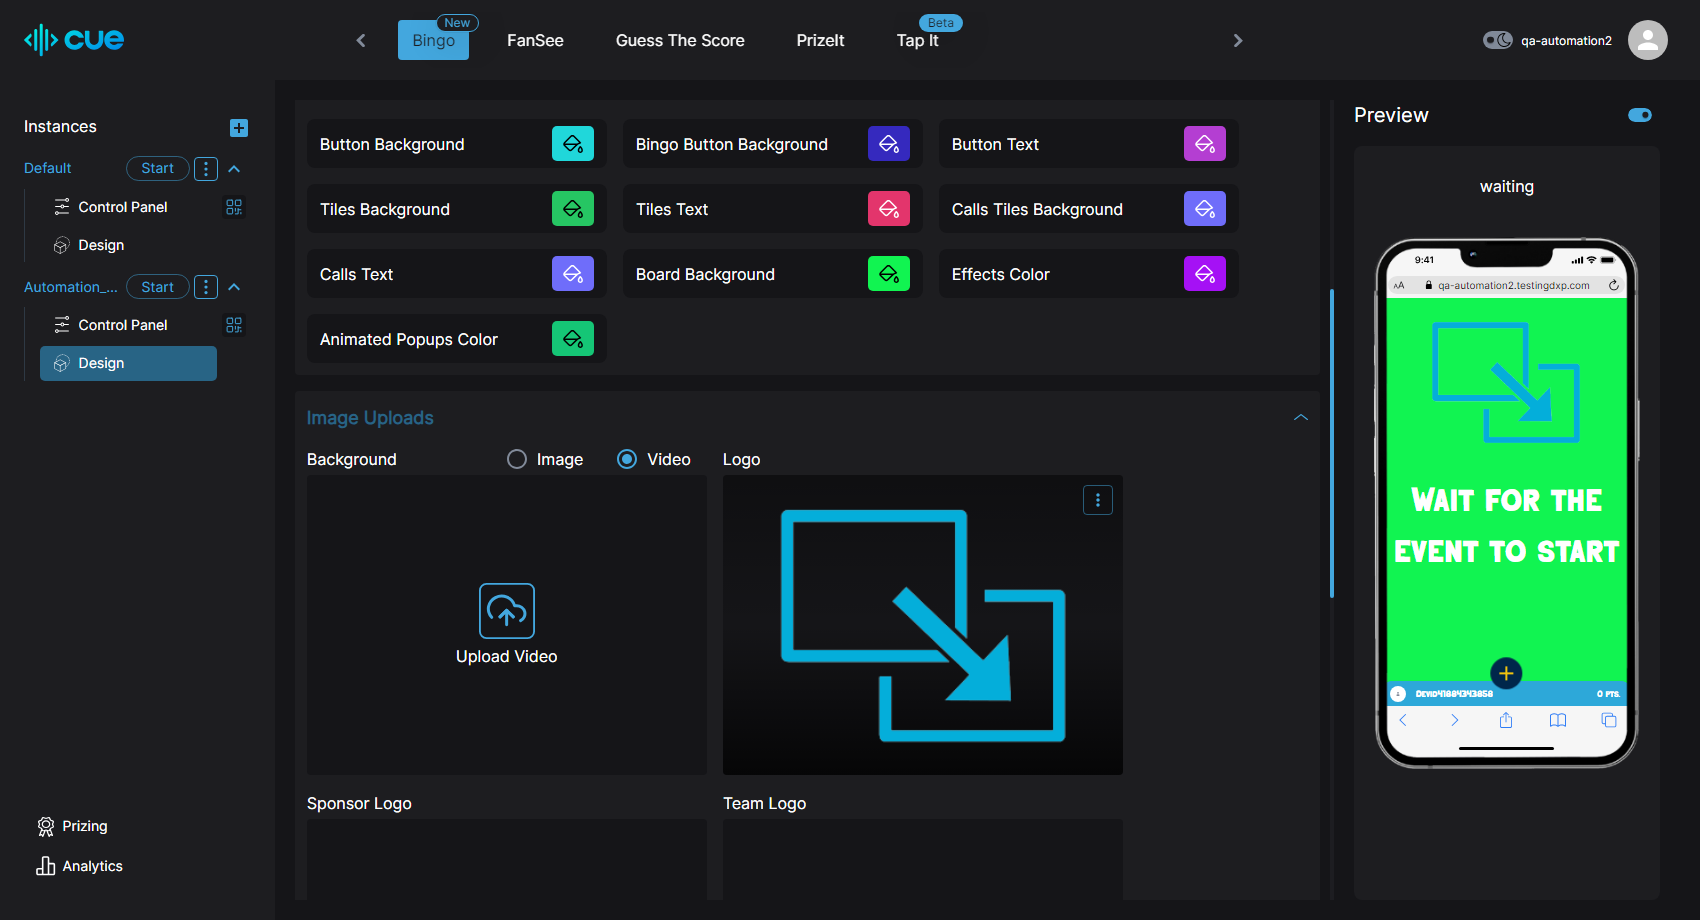 cue
New
Bingo
FanSee
Guess The Score
PrizeIt
Beta
Tap It
qa-automation2
Instances
Default
Start
Control Panel
Design
Automation_...
Start
Control Panel
Design
Prizing
Analytics
Button Background
Bingo Button Background
Button Text
Tiles Background
Tiles Text
Calls Tiles Background
Calls Text
Board Background
Effects Color
Animated Popups Color
Image Uploads
Background
Image
Video
Logo
Upload Video
Sponsor Logo
Team Logo
Preview
waiting
9:41
AA
qa-automation2.testingdxp.com
Wait for the
event to start
0 PTS.